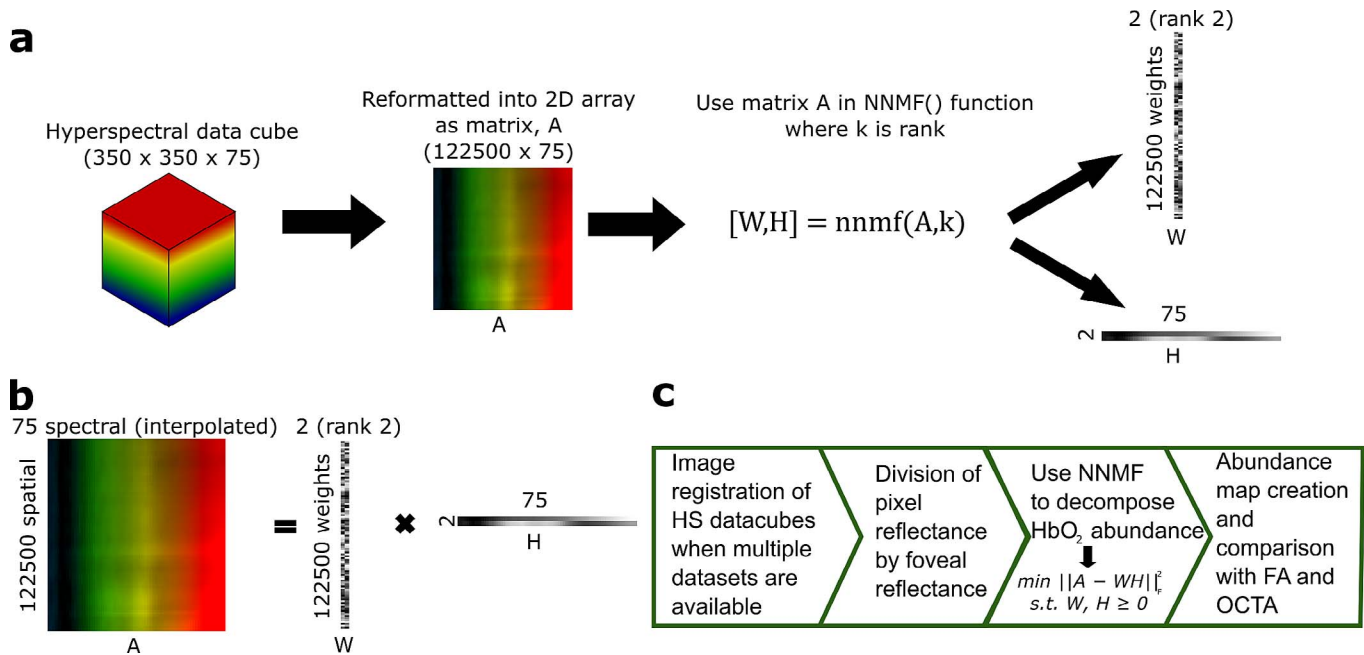 a
Hyperspectral data cube
(350 x 350 x 75)
Reformatted into 2D array
as matrix, A
(122500 x 75)
A
Use matrix A in NNMF() function
where k is rank
[W,H] = nnmf(A,k)
2 (rank 2)
122500 weights
W
75
2
H
b
75 spectral (interpolated)
122500 spatial
A
=
2 (rank 2)
122500 weights
W
×
75
2
H
c
Image
registration of
HS datacubes
when multiple
datasets are
available
Division of
pixel
reflectance
by foveal
reflectance
Use NNMF
to decompose
HbO₂ abundance
min ||A − WH||²_F
s.t. W, H ≥ 0
Abundance
map creation
and
comparison
with FA and
OCTA